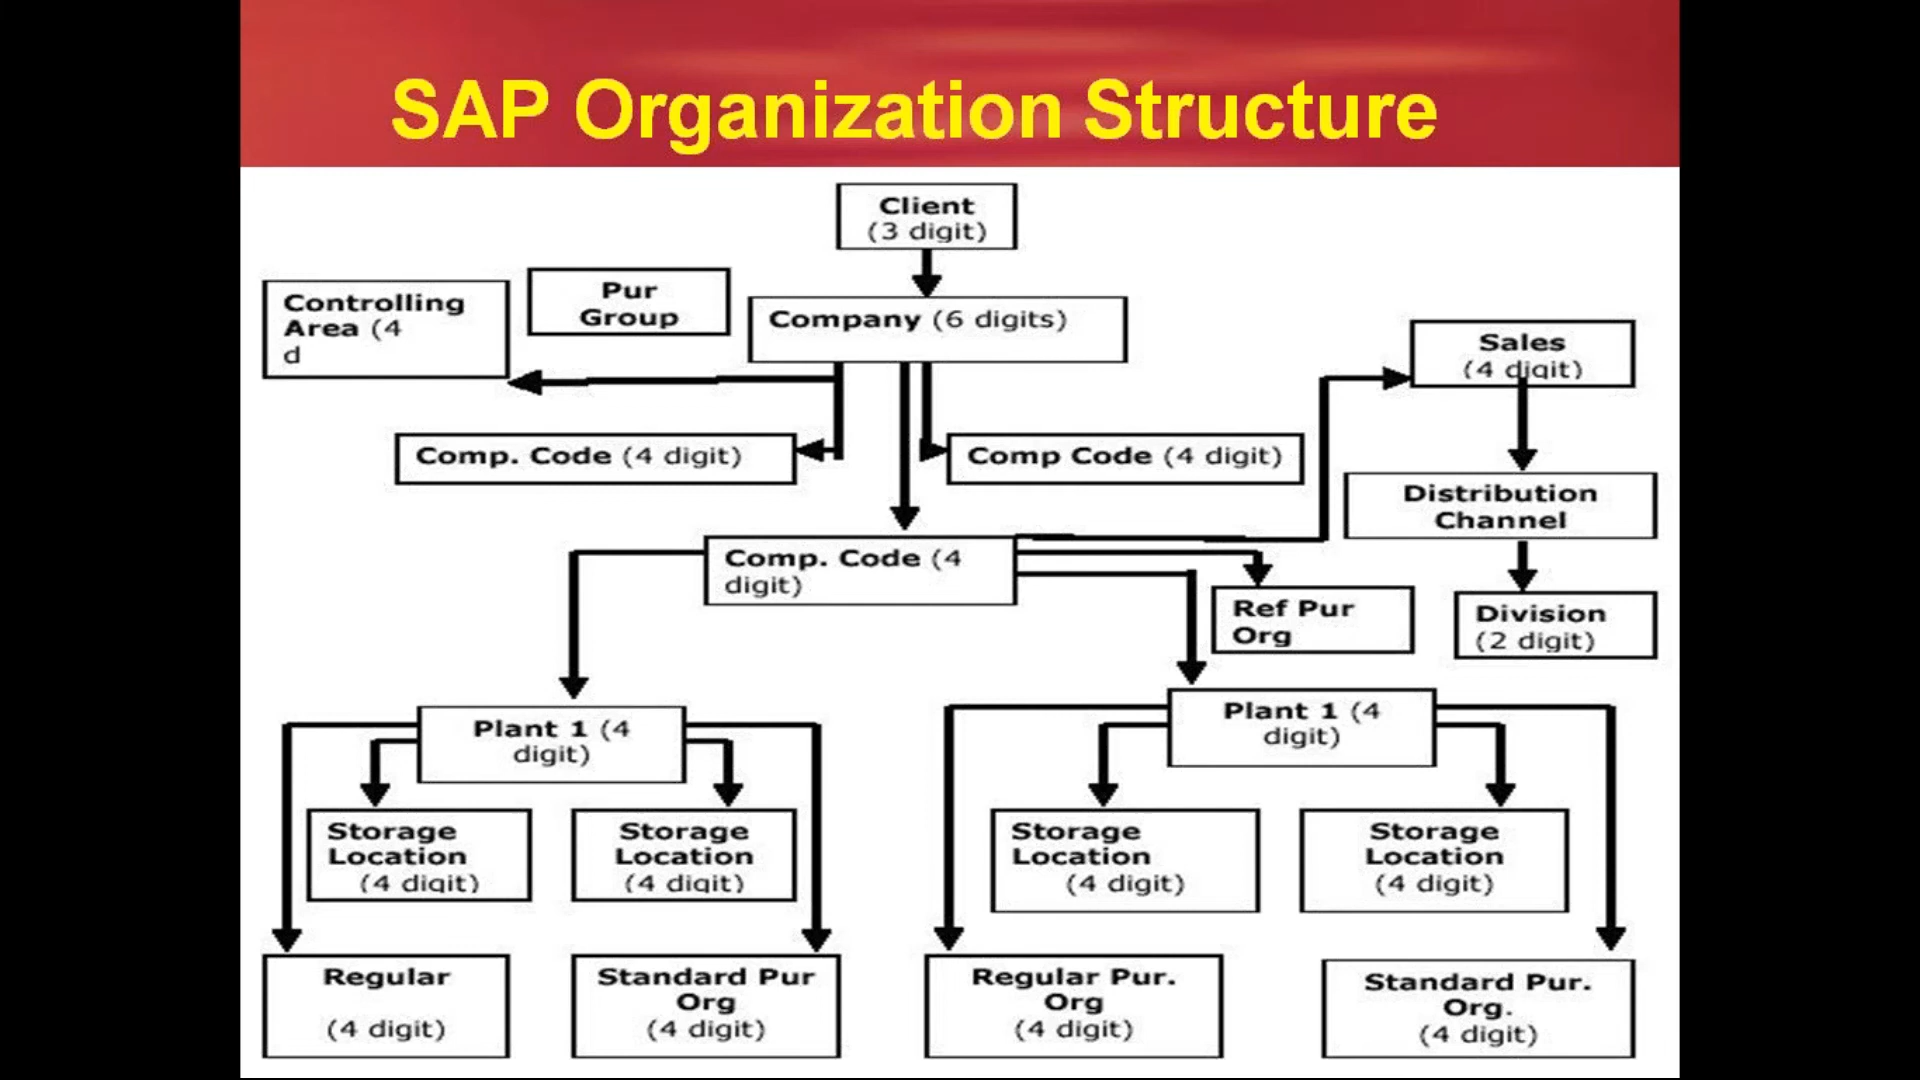 SAP Organization Structure
Client
(3 digit)
Controlling
Area (4
d
Pur
Group
Company (6 digits)
Sales
(4 digit)
Comp. Code (4 digit)
Comp Code (4 digit)
Distribution
Channel
Comp. Code (4
digit)
Ref Pur
Org
Division
(2 digit)
Plant 1 (4
digit)
Plant 1 (4
digit)
Storage
Location
(4 digit)
Storage
Location
(4 digit)
Storage
Location
(4 digit)
Storage
Location
(4 digit)
Regular
(4 digit)
Standard Pur
Org
(4 digit)
Regular Pur.
Org
(4 digit)
Standard Pur.
Org.
(4 digit)